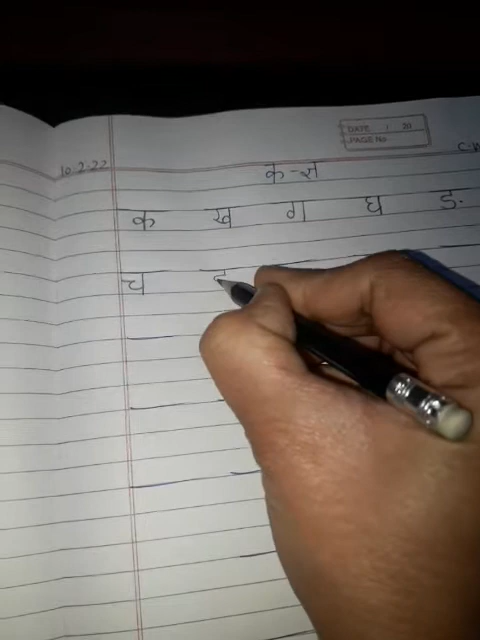 DATE / 20
PAGE No
10-2-22
क-ज्ञ
क ख ग घ ङ
च